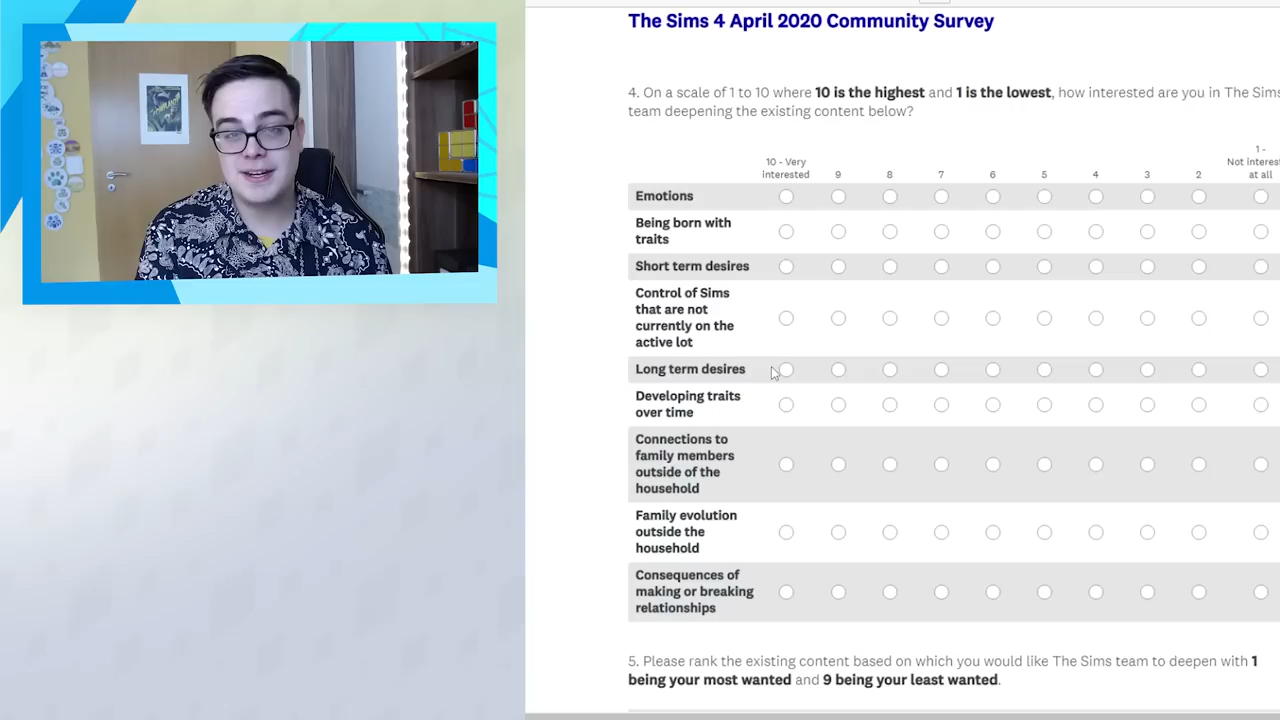 The Sims 4 April 2020 Community Survey
4. On a scale of 1 to 10 where 10 is the highest and 1 is the lowest, how interested are you in The Sims
team deepening the existing content below?
1 -
10 - Very Not interest
interested 9 8 7 6 5 4 3 2 at all
Emotions
Being born with
traits
Short term desires
Control of Sims
that are not
currently on the
active lot
Long term desires
Developing traits
over time
Connections to
family members
outside of the
household
Family evolution
outside the
household
Consequences of
making or breaking
relationships
5. Please rank the existing content based on which you would like The Sims team to deepen with 1
being your most wanted and 9 being your least wanted.